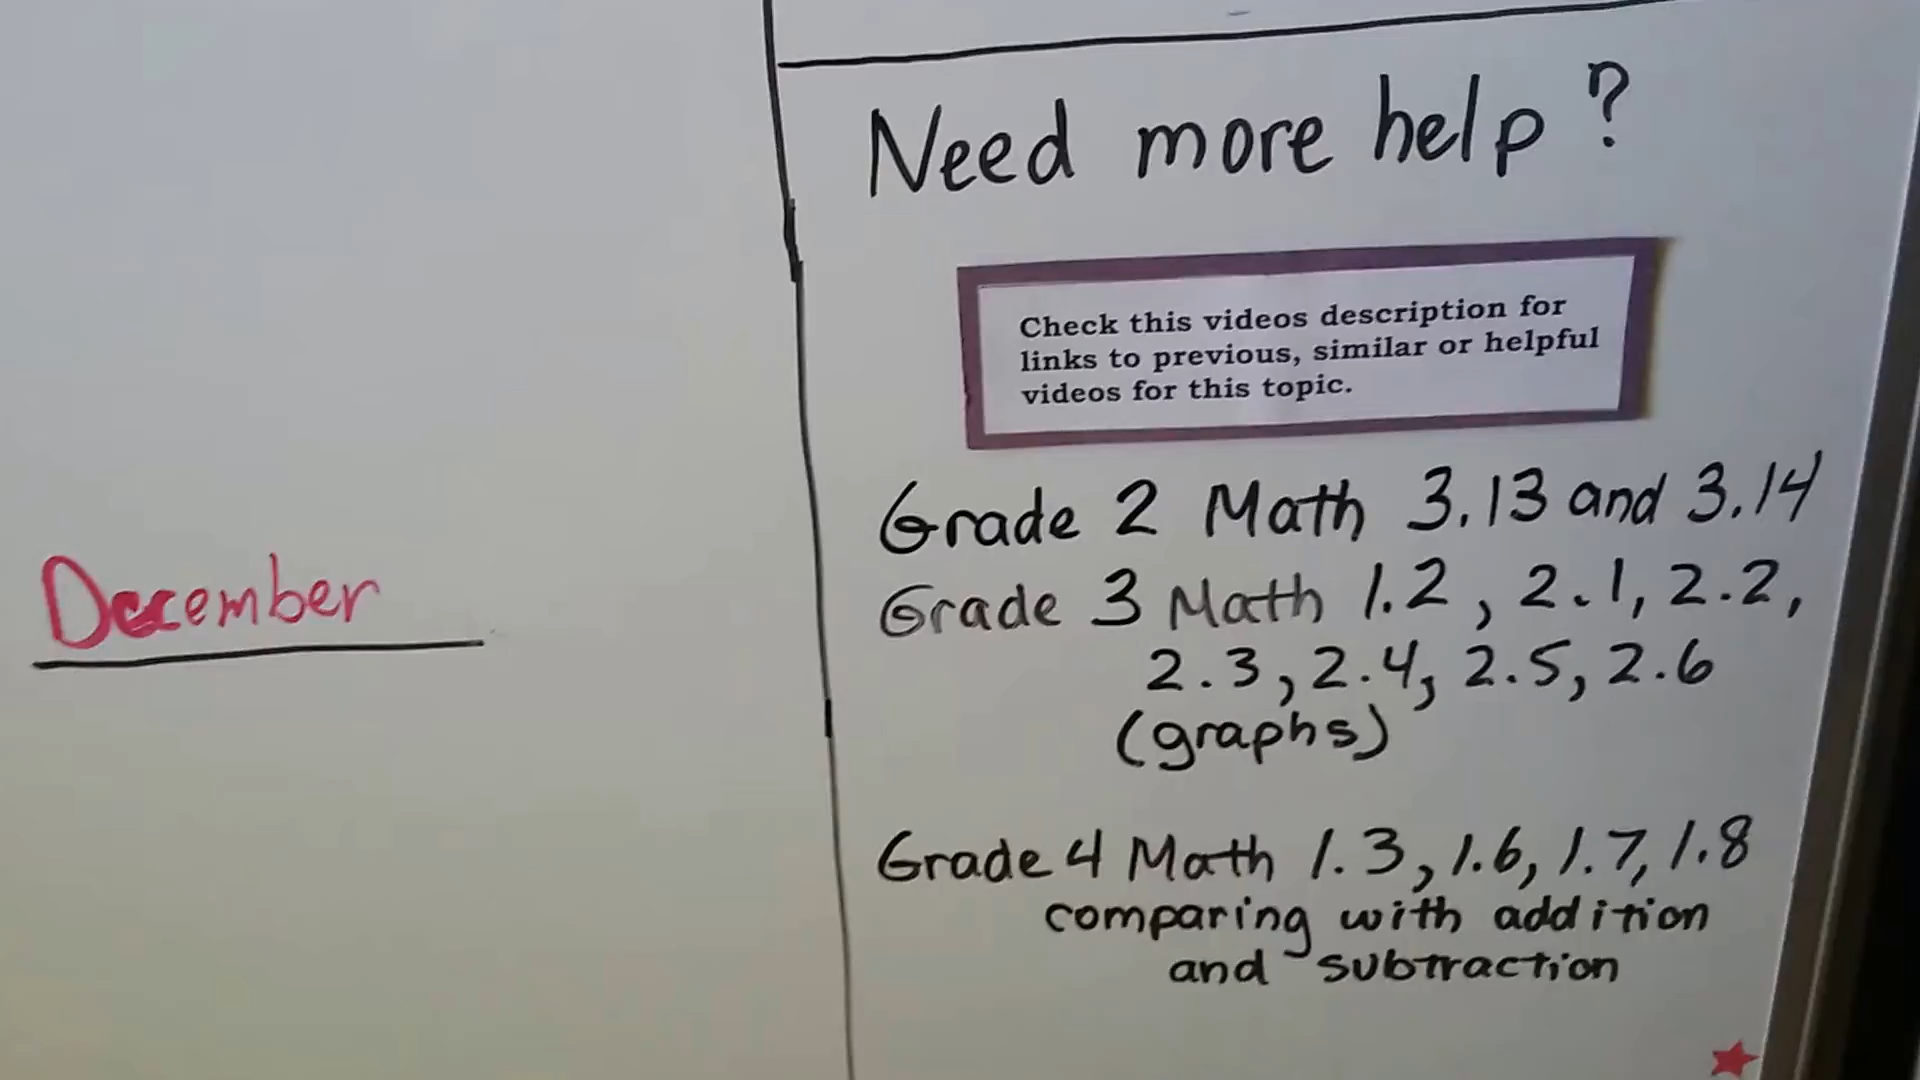 Need more help?
Check this videos description for
links to previous, similar or helpful
videos for this topic.
Grade 2 Math 3.13 and 3.14
Grade 3 Math 1.2, 2.1, 2.2,
2.3, 2.4, 2.5, 2.6
(graphs)
Grade 4 Math 1.3, 1.6, 1.7, 1.8
comparing with addition
and subtraction
December